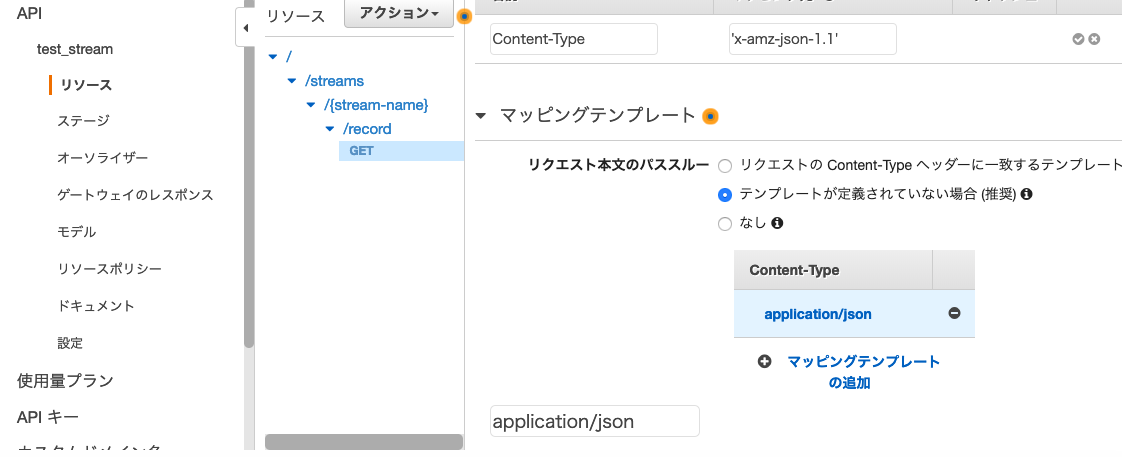 API
test_stream
リソース
ステージ
オーソライザー
ゲートウェイのレスポンス
モデル
リソースポリシー
ドキュメント
設定
使用量プラン
API キー
リソース
アクション
/
/streams
/{stream-name}
/record
GET
Content-Type
'x-amz-json-1.1'
マッピングテンプレート
リクエスト本文のパススルー
リクエストの Content-Type ヘッダーに一致するテンプレート
テンプレートが定義されていない場合 (推奨)
なし
Content-Type
application/json
マッピングテンプレート
の追加
application/json